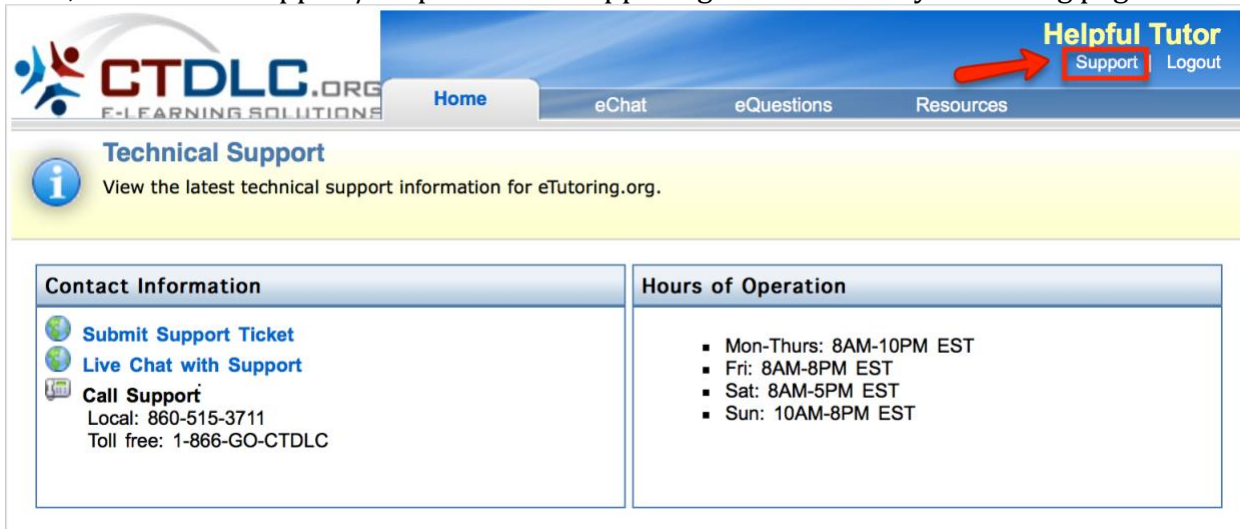 Helpful Tutor
Support | Logout
CTDLC.ORG
E-LEARNING SOLUTIONS
Home eChat eQuestions Resources
Technical Support
View the latest technical support information for eTutoring.org.
Contact Information
Submit Support Ticket
Live Chat with Support
Call Support
Local: 860-515-3711
Toll free: 1-866-GO-CTDLC
Hours of Operation
Mon-Thurs: 8AM-10PM EST
Fri: 8AM-8PM EST
Sat: 8AM-5PM EST
Sun: 10AM-8PM EST